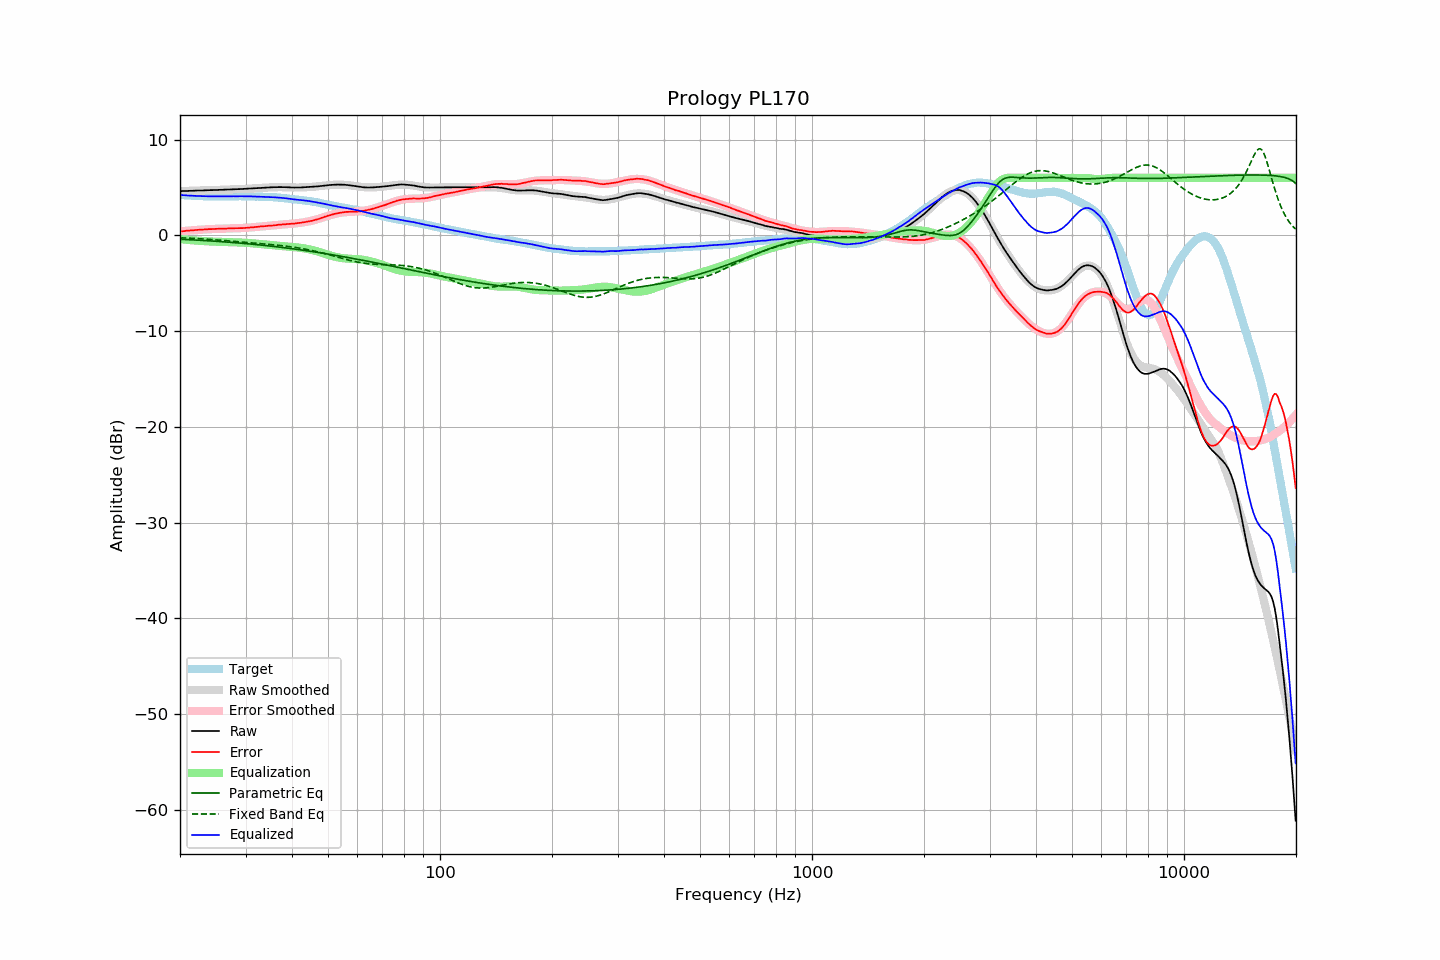 Prology PL170
10
0
−10
−20
−30
−40
−50
−60
Amplitude (dBr)
100
1000
10000
Frequency (Hz)
Target
Raw Smoothed
Error Smoothed
Raw
Error
Equalization
Parametric Eq
Fixed Band Eq
Equalized